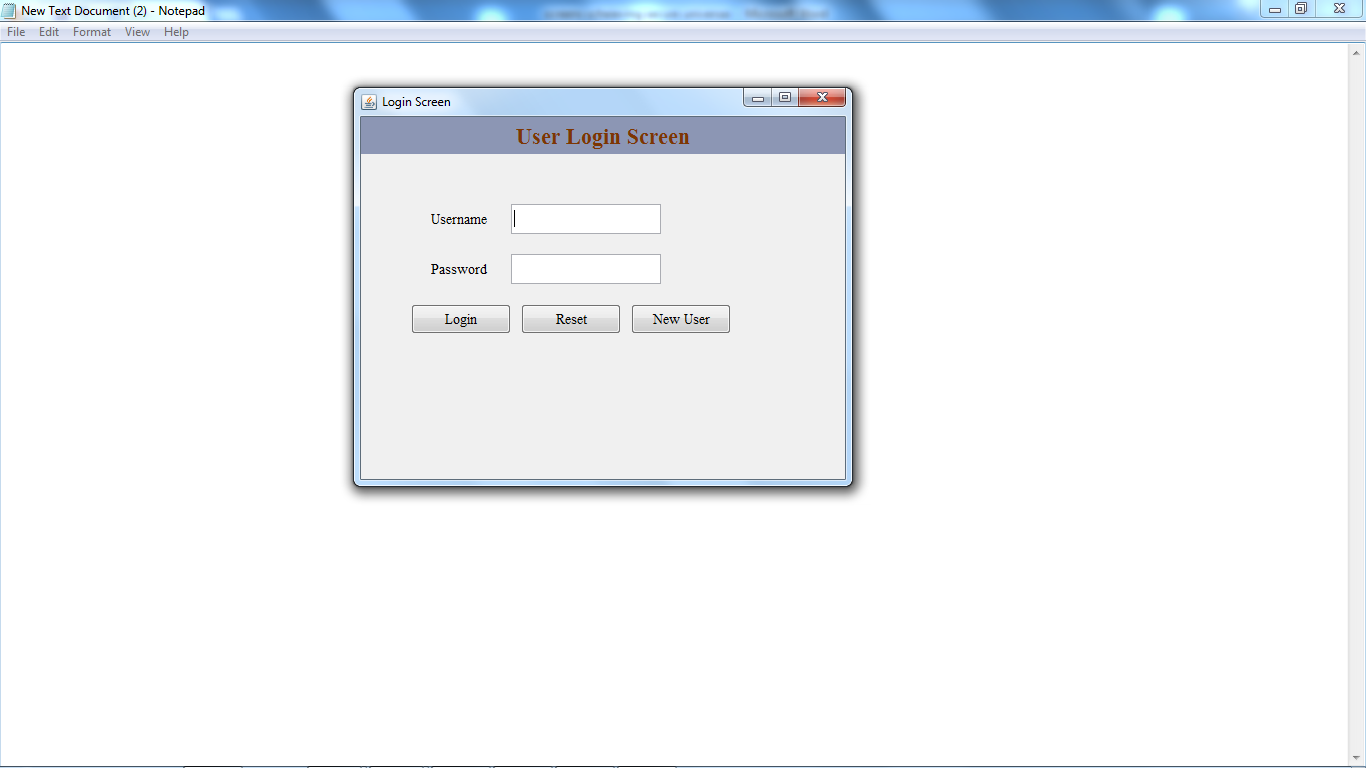 New Text Document (2) - Notepad
File Edit Format View Help
Login Screen
User Login Screen
Username
Password
Login Reset New User